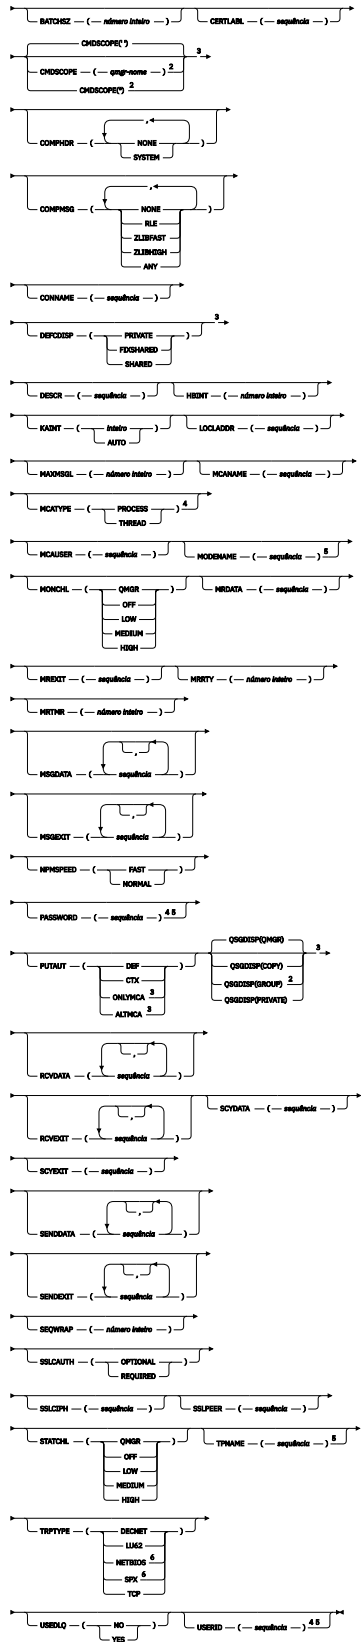 BATCHSZ ( número inteiro ) CERTLABL ( sequência )
CMDSCOPE(' ') 3
CMDSCOPE ( qmgr-nome ) 2
CMDSCOPE(*) 2
,
COMPHDR ( NONE )
SYSTEM
,
COMPMSG ( NONE )
RLE
ZLIBFAST
ZLIBHIGH
ANY
CONNAME ( sequência )
3
DEFCDISP ( PRIVATE )
FIXSHARED
SHARED
DESCR ( sequência ) HBINT ( número inteiro )
KAINT ( inteiro ) LOCLADDR ( sequência )
AUTO
MAXMSGL ( número inteiro ) MCANAME ( sequência )
MCATYPE ( PROCESS ) 4
THREAD
MCAUSER ( sequência ) MODENAME ( sequência ) 5
MONCHL ( QMGR ) MRDATA ( sequência )
OFF
LOW
MEDIUM
HIGH
MREXIT ( sequência ) MRRTY ( número inteiro )
MRTMR ( número inteiro )
,
MSGDATA ( sequência )
,
MSGEXIT ( sequência )
NPMSPEED ( FAST )
NORMAL
PASSWORD ( sequência ) 4 5
QSGDISP(QMGR) 3
PUTAUT ( DEF ) QSGDISP(COPY)
CTX QSGDISP(GROUP) 2
ONLYMCA 3 QSGDISP(PRIVATE)
ALTMCA 3
,
RCVDATA ( sequência )
,
RCVEXIT ( sequência ) SCYDATA ( sequência )
SCYEXIT ( sequência )
,
SENDDATA ( sequência )
,
SENDEXIT ( sequência )
SEQWRAP ( número inteiro )
SSLCAUTH ( OPTIONAL )
REQUIRED
SSLCIPH ( sequência ) SSLPEER ( sequência )
STATCHL ( QMGR ) TPNAME ( sequência ) 5
OFF
LOW
MEDIUM
HIGH
TRPTYPE ( DECNET )
LU62
NETBIOS 6
SPX 6
TCP
USEDLQ ( NO ) USERID ( sequência ) 4 5
YES